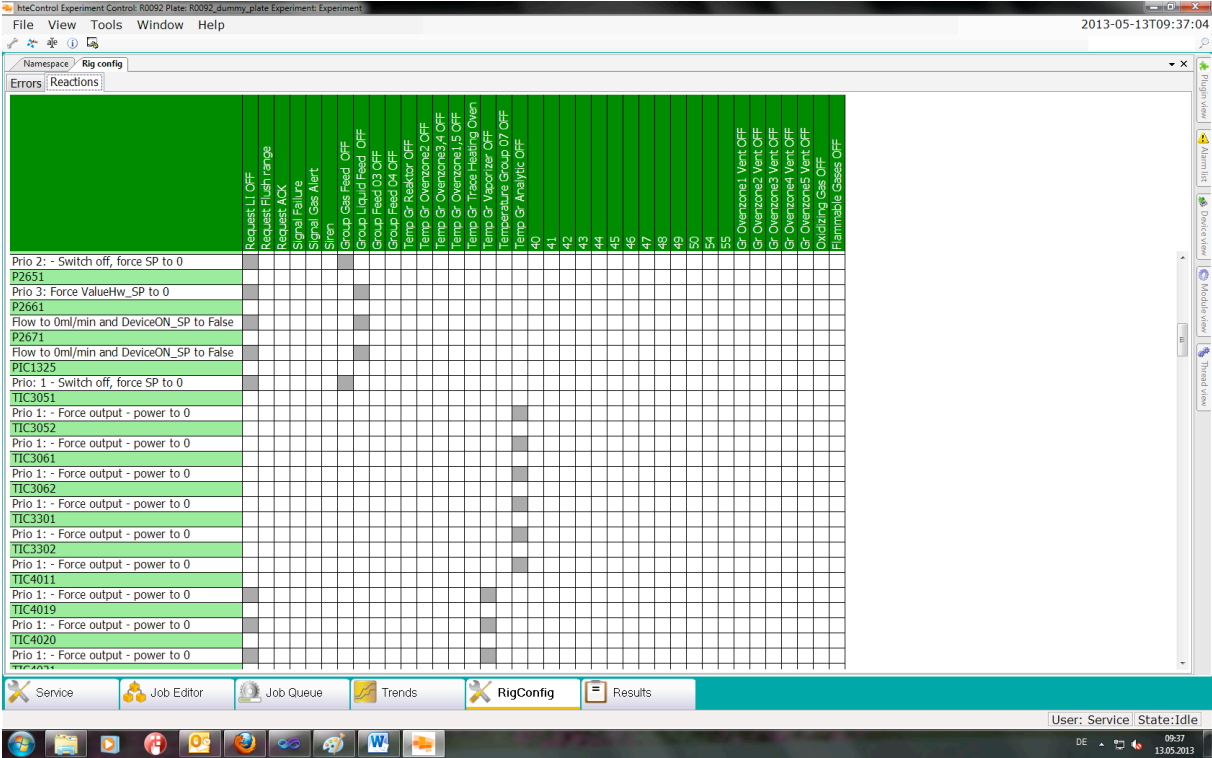 hteControl Experiment Control: R0092 Plate: R0092_dummy_plate Experiment: Experiment
File View Tools Window Help
2013-05-13T09:37:04
Namespace Rig config
Errors Reactions
Request L1 OFF
Request Flush range
Request ACK
Signal Failure
Signal Gas Alert
Siren
Group Gas Feed OFF
Group Liquid Feed OFF
Group Feed 03 OFF
Group Feed 04 OFF
Temp Gr Reaktor OFF
Temp Gr Ovenzone2 OFF
Temp Gr Ovenzone3,4 OFF
Temp Gr Ovenzone1,5 OFF
Temp Gr Trace Heating Oven
Temp Gr Vaporizer OFF
Temperature Group 07 OFF
Temp Gr Analytic OFF
40
41
42
43
44
45
46
47
48
49
50
54
55
Gr Ovenzone1 Vent OFF
Gr Ovenzone2 Vent OFF
Gr Ovenzone3 Vent OFF
Gr Ovenzone4 Vent OFF
Gr Ovenzone5 Vent OFF
Oxidizing Gas OFF
Flammable Gases OFF
Prio 2: - Switch off, force SP to 0
P2651
Prio 3: Force ValueHw_SP to 0
P2661
Flow to 0ml/min and DeviceON_SP to False
P2671
Flow to 0ml/min and DeviceON_SP to False
PIC1325
Prio: 1 - Switch off, force SP to 0
TIC3051
Prio 1: - Force output - power to 0
TIC3052
Prio 1: - Force output - power to 0
TIC3061
Prio 1: - Force output - power to 0
TIC3062
Prio 1: - Force output - power to 0
TIC3301
Prio 1: - Force output - power to 0
TIC3302
Prio 1: - Force output - power to 0
TIC4011
Prio 1: - Force output - power to 0
TIC4019
Prio 1: - Force output - power to 0
TIC4020
Prio 1: - Force output - power to 0
Plugin view
Alarm list
Device view
Module view
Thread view
Service
Job Editor
Job Queue
Trends
RigConfig
Results
User: Service State:Idle
DE
09:37
13.05.2013